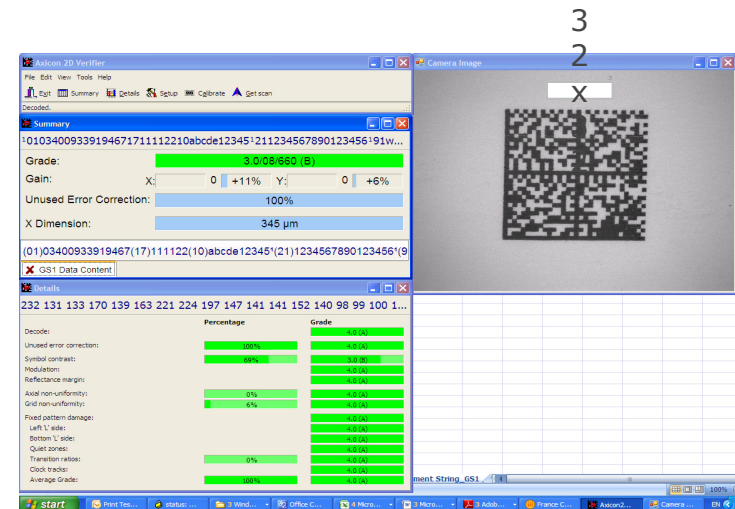 3
2
x
Axicon 2D Verifier
File Edit View Tools Help
Exit Summary Details Setup Calibrate Get scan
Decoded.
Summary
¹010340093391946717111112210abcde12345¹211234567890123456¹91w...
Grade: 3.0/08/660 (B)
Gain: X: 0 +11% Y: 0 +6%
Unused Error Correction: 100%
X Dimension: 345 µm
(01)03400933919467(17)111122(10)abcde12345¹(21)1234567890123456¹(9
GS1 Data Content
Details
232 131 133 170 139 163 221 224 197 147 141 141 152 140 98 99 100 1...
Percentage Grade
Decode: 4.0 (A)
Unused error correction: 100% 4.0 (A)
Symbol contrast: 69% 3.0 (B)
Modulation: 4.0 (A)
Reflectance margin: 4.0 (A)
Axial non-uniformity: 0% 4.0 (A)
Grid non-uniformity: 6% 4.0 (A)
Fixed pattern damage: 4.0 (A)
Left 'L' side: 4.0 (A)
Bottom 'L' side: 4.0 (A)
Quiet zones: 4.0 (A)
Transition ratios: 0% 4.0 (A)
Clock tracks: 4.0 (A)
Average Grade: 100% 4.0 (A)
Camera Image
ment String_GS1
100%
start Print Tes... status: ... 3 Wind... Office C... 4 Micro... 3 Micro... 3 Adob... France C... Axicon2... Camera ... EN